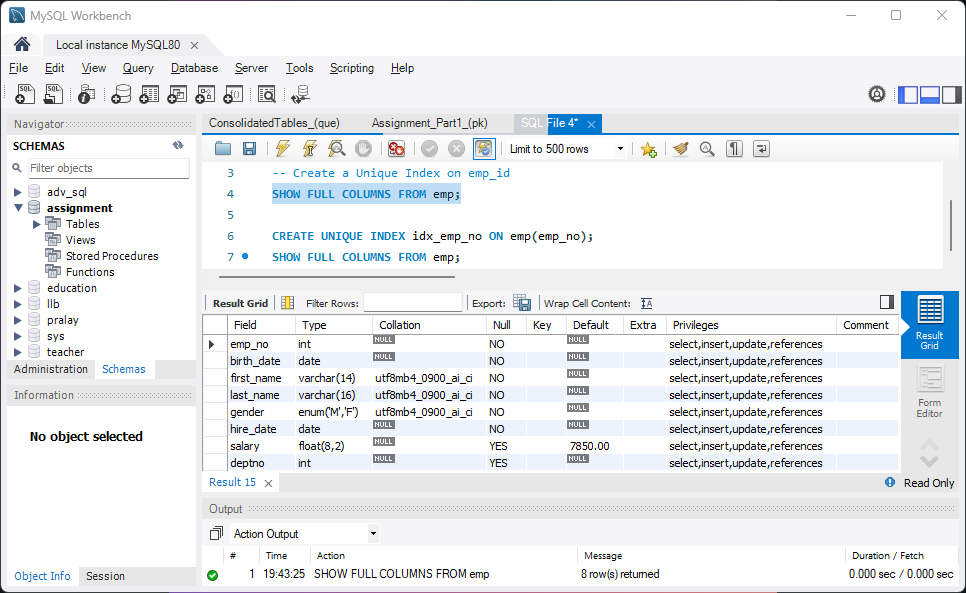 MySQL Workbench
Local instance MySQL80
File Edit View Query Database Server Tools Scripting Help
Navigator
SCHEMAS
Filter objects
adv_sql
assignment
Tables
Views
Stored Procedures
Functions
education
llb
pralay
sys
teacher
Administration Schemas
Information
No object selected
Object Info Session
ConsolidatedTables_(que) Assignment_Part1_(pk) SQL File 4*
Limit to 500 rows
3 -- Create a Unique Index on emp_id
4 SHOW FULL COLUMNS FROM emp;
5
6 CREATE UNIQUE INDEX idx_emp_no ON emp(emp_no);
7 SHOW FULL COLUMNS FROM emp;
Result Grid Filter Rows: Export: Wrap Cell Content:
Field Type Collation Null Key Default Extra Privileges Comment
emp_no int NULL NO NULL select,insert,update,references
birth_date date NULL NO NULL select,insert,update,references
first_name varchar(14) utf8mb4_0900_ai_ci NO NULL select,insert,update,references
last_name varchar(16) utf8mb4_0900_ai_ci NO NULL select,insert,update,references
gender enum('M','F') utf8mb4_0900_ai_ci NO NULL select,insert,update,references
hire_date date NULL NO NULL select,insert,update,references
salary float(8,2) NULL YES 7850.00 select,insert,update,references
deptno int NULL YES NULL select,insert,update,references
Result Grid
Form Editor
Result 15 Read Only
Output
Action Output
# Time Action Message Duration / Fetch
1 19:43:25 SHOW FULL COLUMNS FROM emp 8 row(s) returned 0.000 sec / 0.000 sec